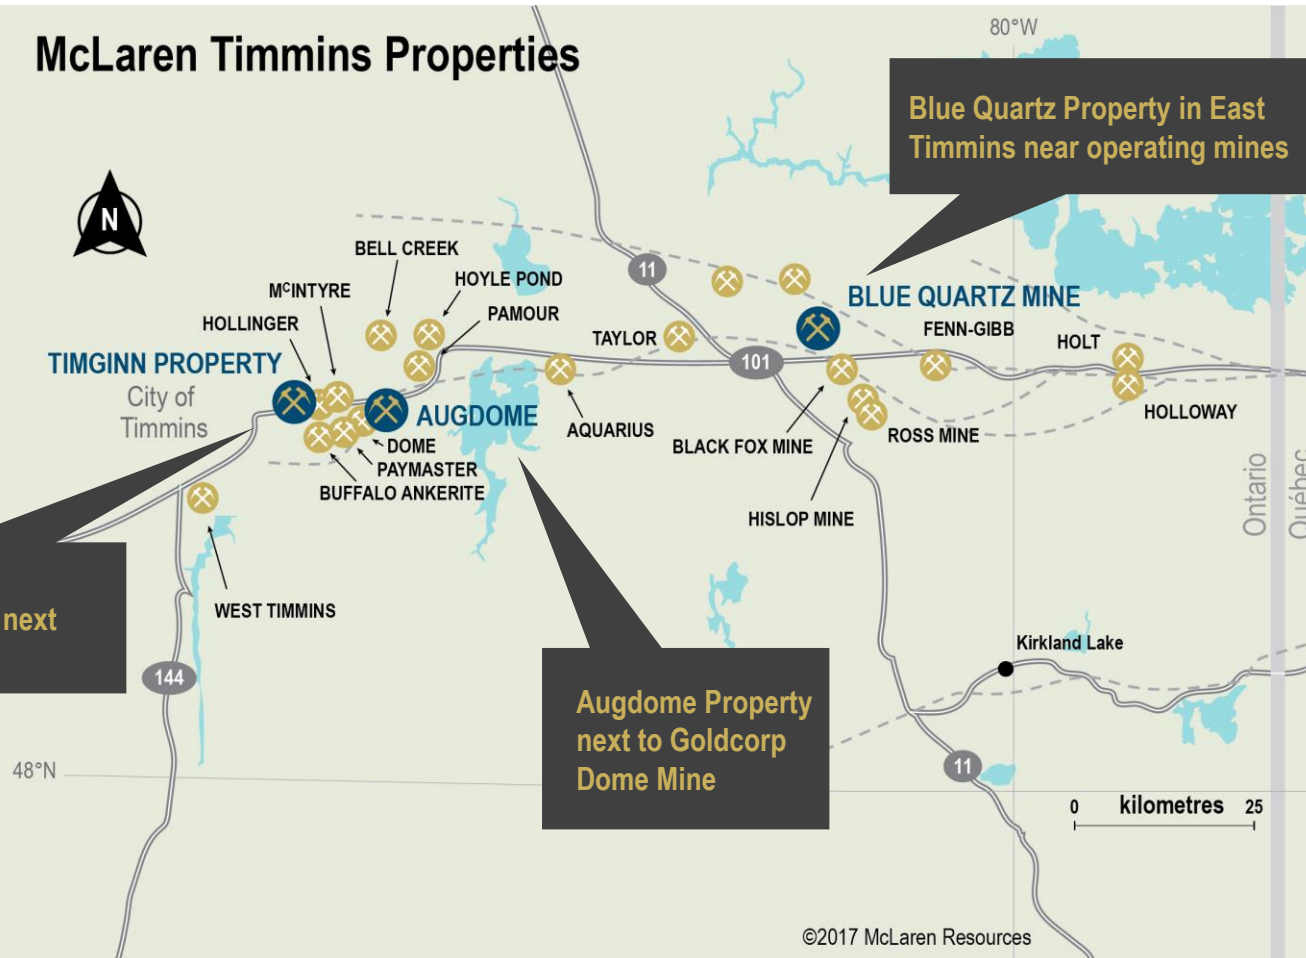 McLaren Timmins Properties
80°W
Blue Quartz Property in East
Timmins near operating mines
N
BELL CREEK
11
HOYLE POND
MCINTYRE
BLUE QUARTZ MINE
PAMOUR
HOLLINGER
FENN-GIBB
TAYLOR
HOLT
TIMGINN PROPERTY
101
City of
Timmins
AUGDOME
HOLLOWAY
AQUARIUS
ROSS MINE
DOME
BLACK FOX MINE
PAYMASTER
BUFFALO ANKERITE
Ontario
Québec
HISLOP MINE
WEST TIMMINS
next
Kirkland Lake
144
Augdome Property
next to Goldcorp
Dome Mine
48°N
11
0 kilometres 25
©2017 McLaren Resources